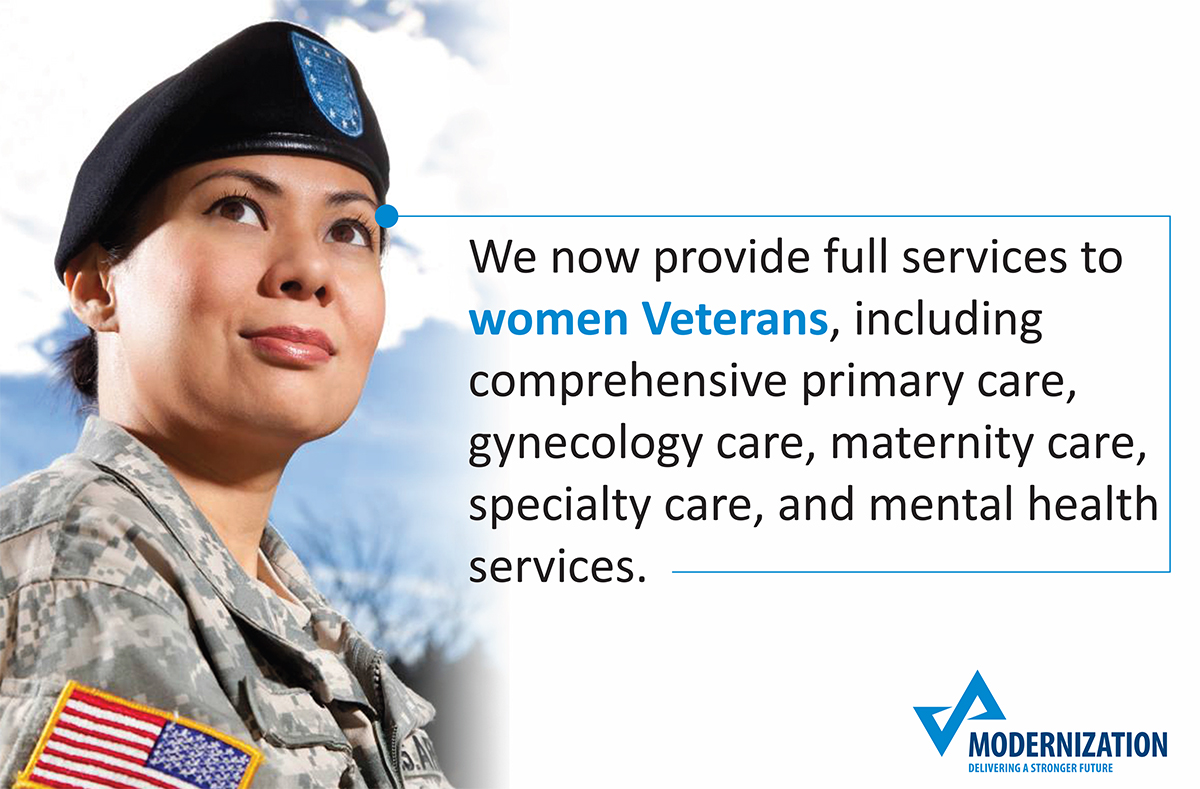 We now provide full services to
women Veterans, including
comprehensive primary care,
gynecology care, maternity care,
specialty care, and mental health
services.
MODERNIZATION
DELIVERING A STRONGER FUTURE